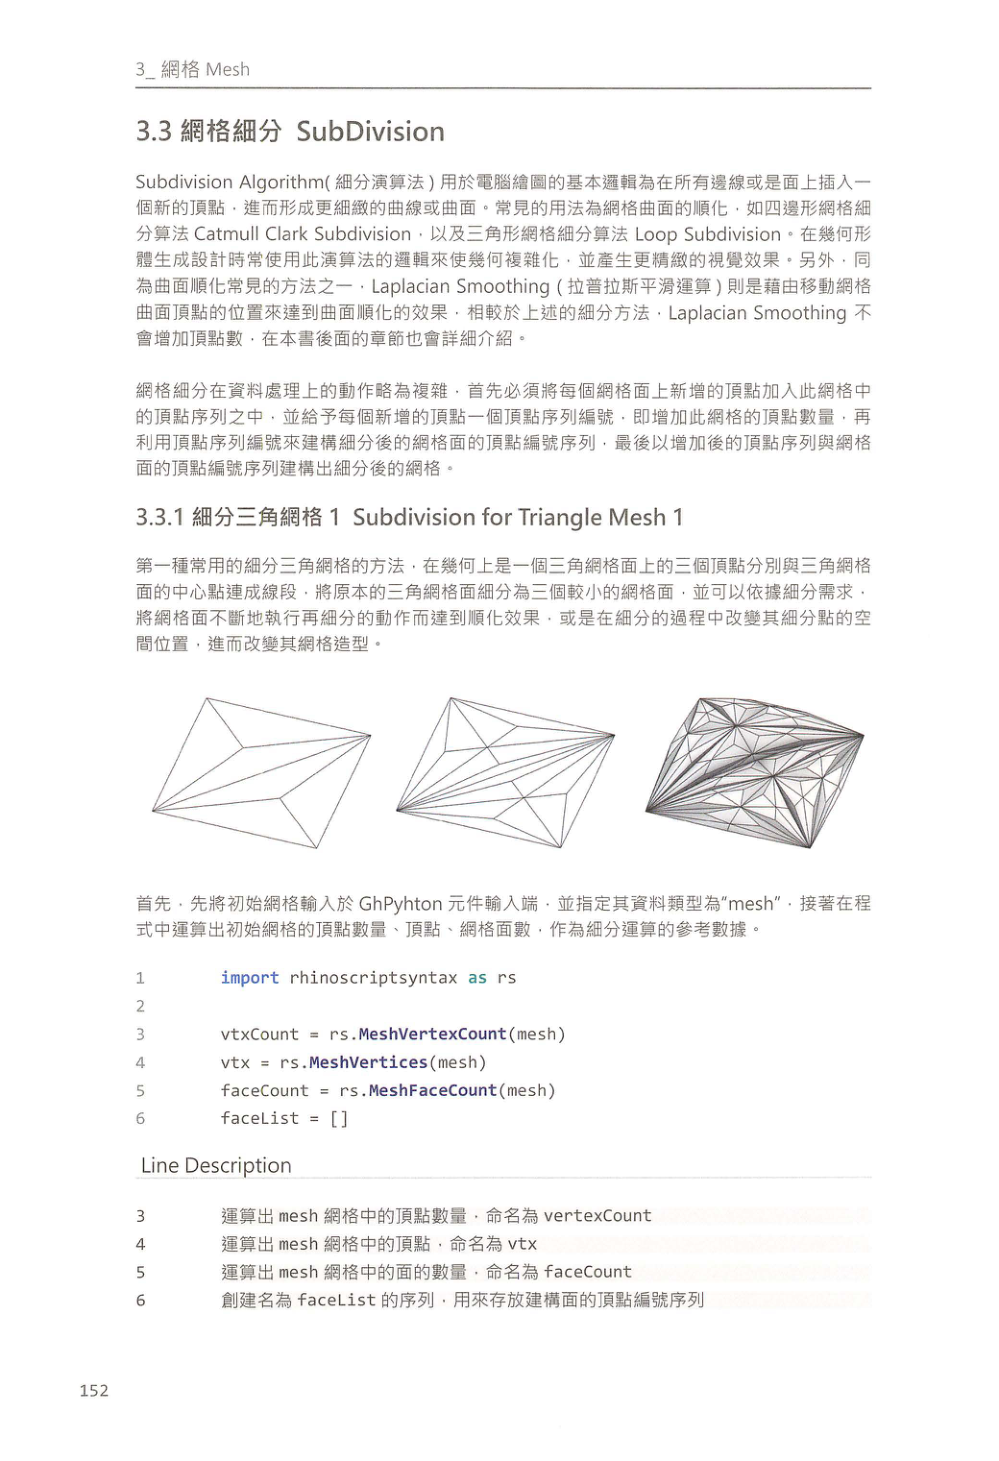 3_ 網格 Mesh
3.3 網格細分 SubDivision
Subdivision Algorithm( 細分演算法 ) 用於電腦繪圖的基本邏輯為在所有邊線或是面上插入一
個新的頂點，進而形成更細緻的曲線或曲面。常見的用法為網格曲面的順化，如四邊形網格細
分算法 Catmull Clark Subdivision，以及三角形網格細分算法 Loop Subdivision。在幾何形
體生成設計時常使用此演算法的邏輯來使幾何複雜化，並產生更精緻的視覺效果。另外，同
為曲面順化常見的方法之一，Laplacian Smoothing ( 拉普拉斯平滑運算 ) 則是藉由移動網格
曲面頂點的位置來達到曲面順化的效果，相較於上述的細分方法，Laplacian Smoothing 不
會增加頂點數，在本書後面的章節也會詳細介紹。
網格細分在資料處理上的動作略為複雜，首先必須將每個網格面上新增的頂點加入此網格中
的頂點序列之中，並給予每個新增的頂點一個頂點序列編號，即增加此網格的頂點數量，再
利用頂點序列編號來建構細分後的網格面的頂點編號序列，最後以增加後的頂點序列與網格
面的頂點編號序列建構出細分後的網格。
3.3.1 細分三角網格 1 Subdivision for Triangle Mesh 1
第一種常用的細分三角網格的方法，在幾何上是一個三角網格面上的三個頂點分別與三角網格
面的中心點連成線段，將原本的三角網格面細分為三個較小的網格面，並可以依據細分需求，
將網格面不斷地執行再細分的動作而達到順化效果，或是在細分的過程中改變其細分點的空
間位置，進而改變其網格造型。
首先，先將初始網格輸入於 GhPyhton 元件輸入端，並指定其資料類型為“mesh”，接著在程
式中運算出初始網格的頂點數量、頂點、網格面數，作為細分運算的參考數據。
1 import rhinoscriptsyntax as rs
2
3 vtxCount = rs.MeshVertexCount(mesh)
4 vtx = rs.MeshVertices(mesh)
5 faceCount = rs.MeshFaceCount(mesh)
6 faceList = []
Line Description
3 運算出 mesh 網格中的頂點數量，命名為 vertexCount
4 運算出 mesh 網格中的頂點，命名為 vtx
5 運算出 mesh 網格中的面的數量，命名為 faceCount
6 創建名為 faceList 的序列，用來存放建構面的頂點編號序列
152